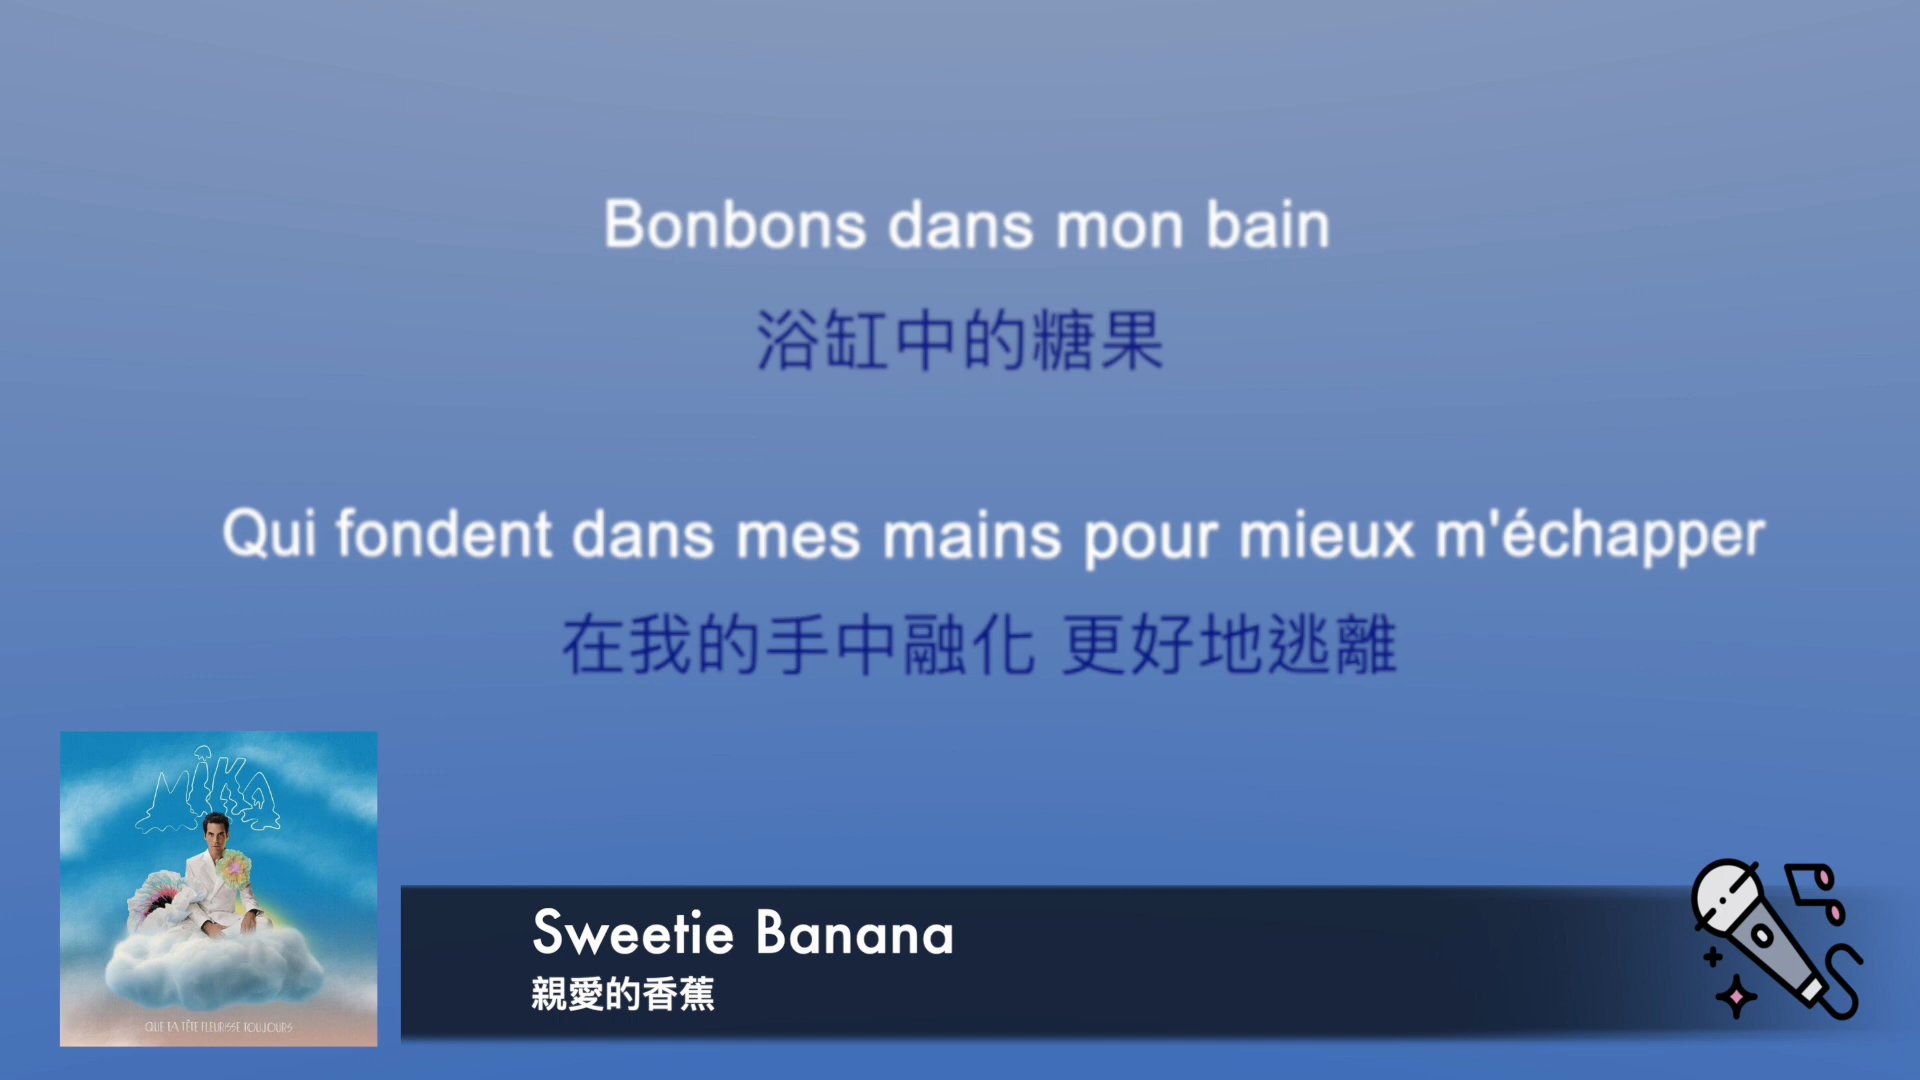 Bonbons dans mon bain
浴缸中的糖果
Qui fondent dans mes mains pour mieux m'échapper
在我的手中融化 更好地逃離
MIKA
QUE TA TÊTE FLEURISSE TOUJOURS
Sweetie Banana
親愛的香蕉